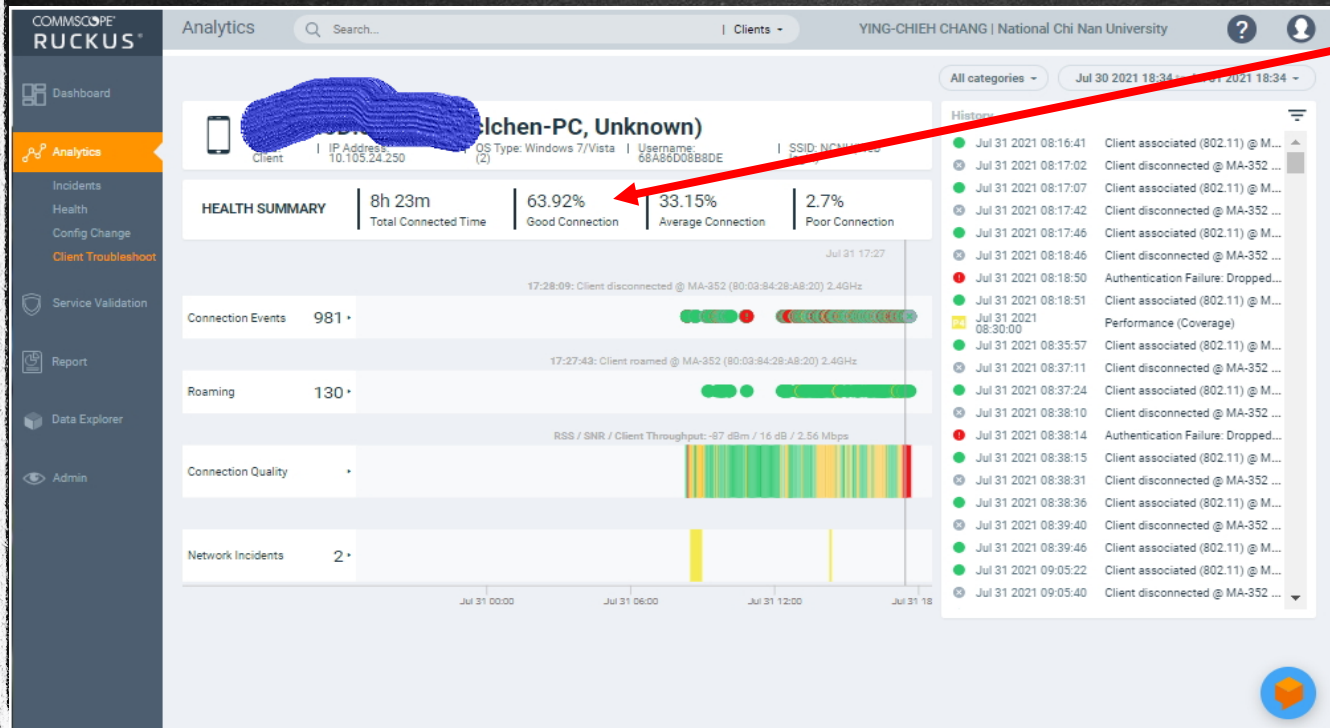 COMMSCOPE
RUCKUS
Analytics
Search...
| Clients
YING-CHIEH CHANG | National Chi Nan University
?
Dashboard
Analytics
Incidents
Health
Config Change
Client Troubleshoot
Service Validation
Report
Data Explorer
Admin
All categories
Jul 30 2021 18:34 2021 18:34
clchen-PC, Unknown)
Client
| IP Address:
10.105.24.250
OS Type: Windows 7/Vista
(2)
| Username:
68A86D08B8DE
| SSID:
HEALTH SUMMARY
8h 23m
Total Connected Time
63.92%
Good Connection
33.15%
Average Connection
2.7%
Poor Connection
Jul 31 17:27
17:28:09: Client disconnected @ MA-352 (80:03:84:28:A8:20) 2.4GHz
Connection Events 981
17:27:43: Client roamed @ MA-352 (80:03:84:28:A8:20) 2.4GHz
Roaming 130
RSS / SNR / Client Throughput: -87 dBm / 16 dB / 2.56 Mbps
Connection Quality
Network Incidents 2
Jul 31 00:00 Jul 31 06:00 Jul 31 12:00 Jul 31 18
History
Jul 31 2021 08:16:41 Client associated (802.11) @ M...
Jul 31 2021 08:17:02 Client disconnected @ MA-352 ...
Jul 31 2021 08:17:07 Client associated (802.11) @ M...
Jul 31 2021 08:17:42 Client disconnected @ MA-352 ...
Jul 31 2021 08:17:46 Client associated (802.11) @ M...
Jul 31 2021 08:18:46 Client disconnected @ MA-352 ...
Jul 31 2021 08:18:50 Authentication Failure: Dropped...
Jul 31 2021 08:18:51 Client associated (802.11) @ M...
P4 Jul 31 2021
08:30:00 Performance (Coverage)
Jul 31 2021 08:35:57 Client associated (802.11) @ M...
Jul 31 2021 08:37:11 Client disconnected @ MA-352 ...
Jul 31 2021 08:37:24 Client associated (802.11) @ M...
Jul 31 2021 08:38:10 Client disconnected @ MA-352 ...
Jul 31 2021 08:38:14 Authentication Failure: Dropped...
Jul 31 2021 08:38:15 Client associated (802.11) @ M...
Jul 31 2021 08:38:31 Client disconnected @ MA-352 ...
Jul 31 2021 08:38:36 Client associated (802.11) @ M...
Jul 31 2021 08:39:40 Client disconnected @ MA-352 ...
Jul 31 2021 08:39:46 Client associated (802.11) @ M...
Jul 31 2021 09:05:22 Client associated (802.11) @ M...
Jul 31 2021 09:05:40 Client disconnected @ MA-352 ...